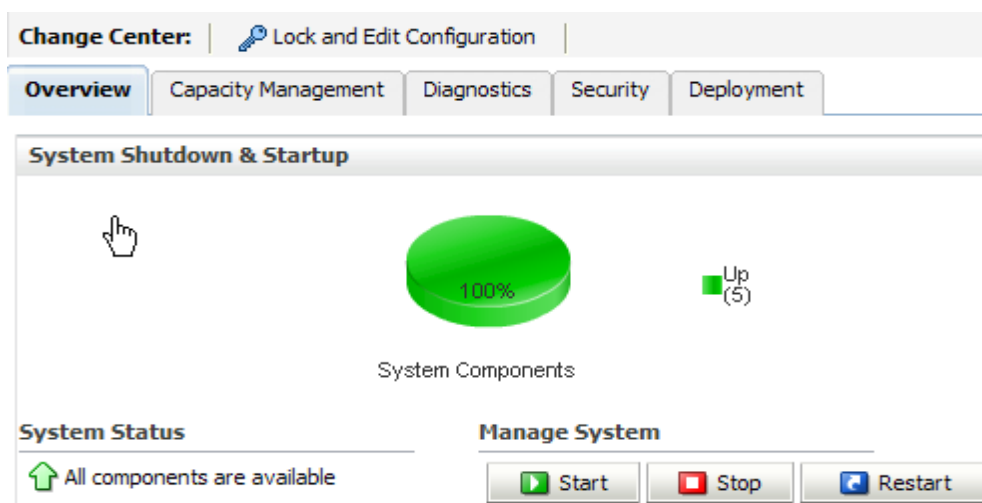 Change Center: Lock and Edit Configuration
Overview Capacity Management Diagnostics Security Deployment
System Shutdown & Startup
100%
Up
(5)
System Components
System Status
All components are available
Manage System
Start Stop Restart